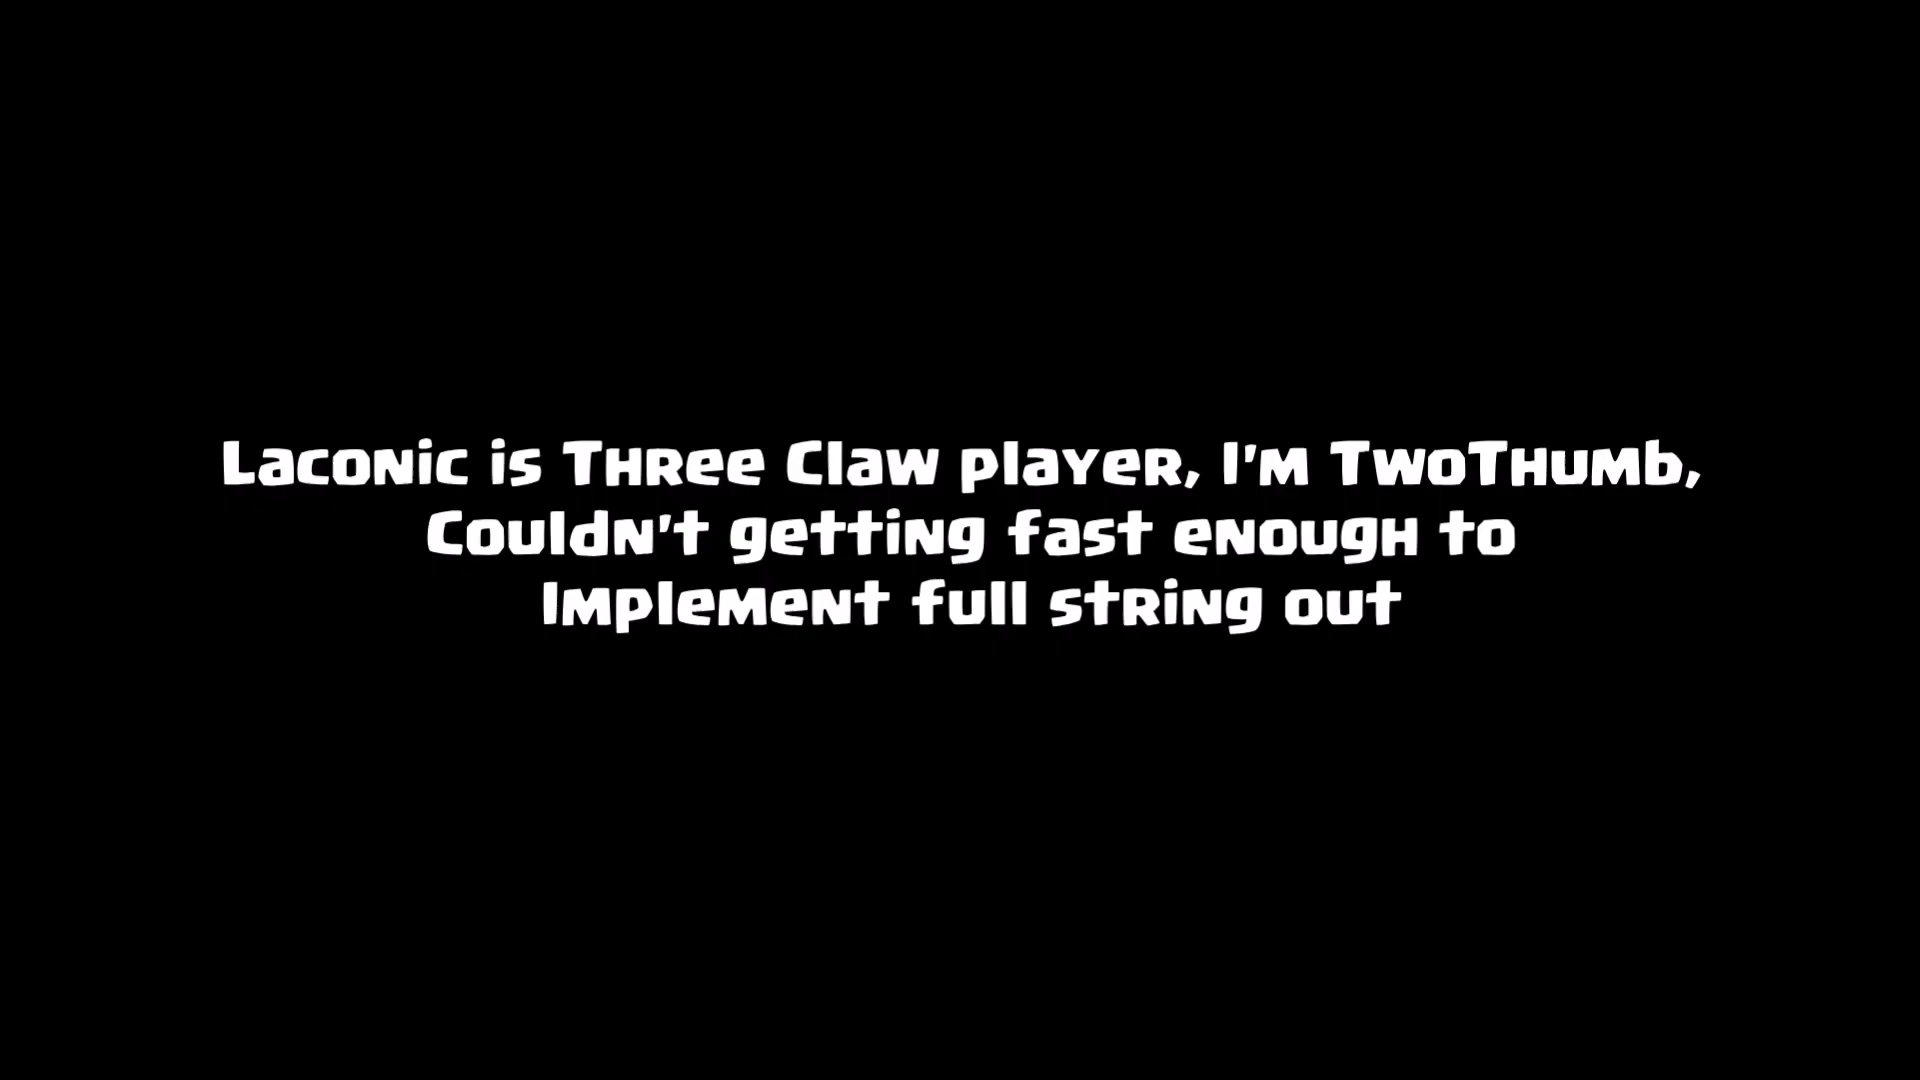 Laconic is Three Claw player, I'm TwoThumb,
Couldn't getting fast enough to
Implement full string out